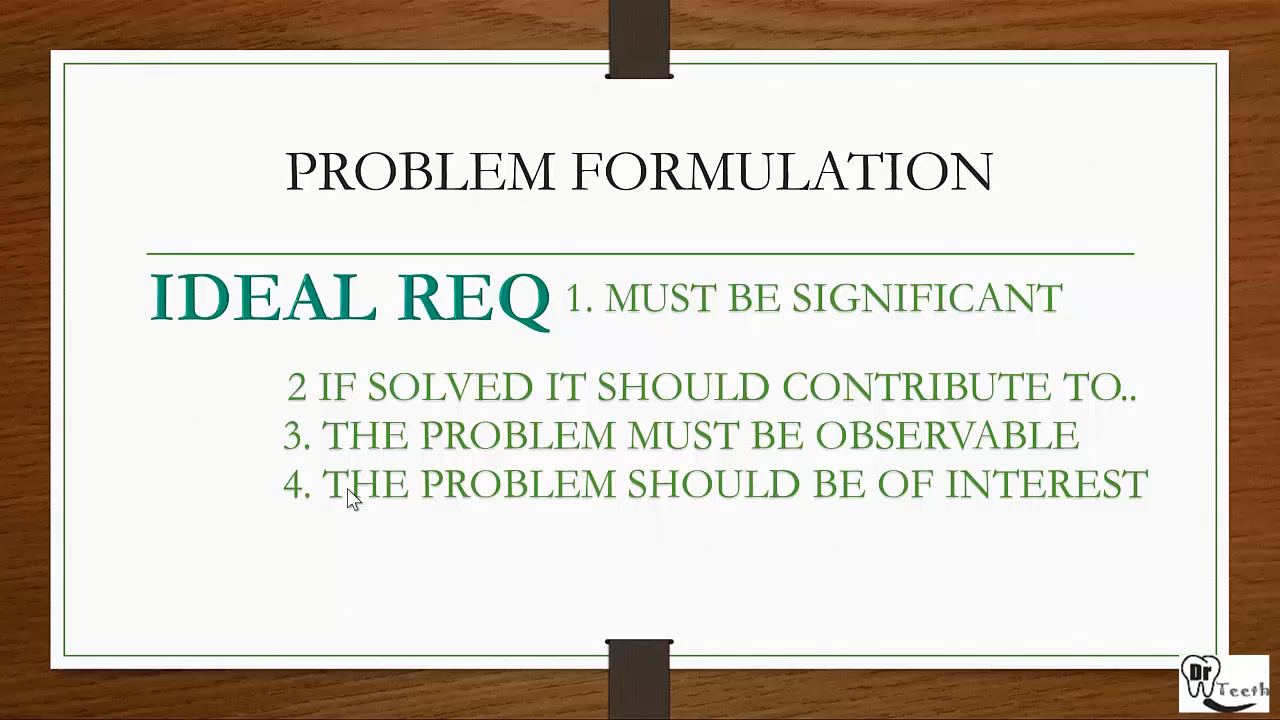 PROBLEM FORMULATION
IDEAL REQ 1. MUST BE SIGNIFICANT
2 IF SOLVED IT SHOULD CONTRIBUTE TO..
3. THE PROBLEM MUST BE OBSERVABLE
4. THE PROBLEM SHOULD BE OF INTEREST
Dr
Teeth